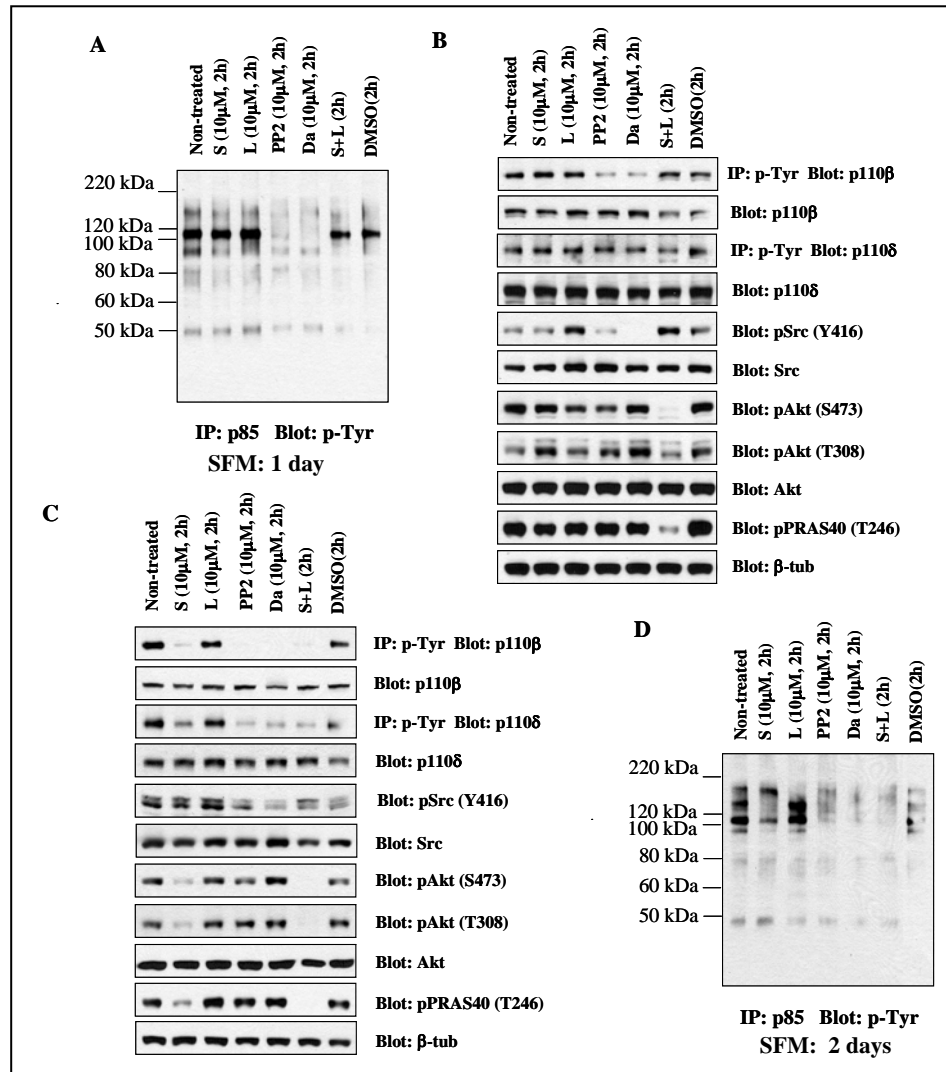 A
Non-treated
S (10μM, 2h)
L (10μM, 2h)
PP2 (10μM, 2h)
Da (10μM, 2h)
S+L (2h)
DMSO(2h)
220 kDa
120 kDa
100 kDa
80 kDa
60 kDa
50 kDa
IP: p85 Blot: p-Tyr
SFM: 1 day
B
Non-treated
S (10μM, 2h)
L (10μM, 2h)
PP2 (10μM, 2h)
Da (10μM, 2h)
S+L (2h)
DMSO(2h)
IP: p-Tyr Blot: p110β
Blot: p110β
IP: p-Tyr Blot: p110δ
Blot: p110δ
Blot: pSrc (Y416)
Blot: Src
Blot: pAkt (S473)
Blot: pAkt (T308)
Blot: Akt
Blot: pPRAS40 (T246)
Blot: β-tub
C
Non-treated
S (10μM, 2h)
L (10μM, 2h)
PP2 (10μM, 2h)
Da (10μM, 2h)
S+L (2h)
DMSO(2h)
IP: p-Tyr Blot: p110β
Blot: p110β
IP: p-Tyr Blot: p110δ
Blot: p110δ
Blot: pSrc (Y416)
Blot: Src
Blot: pAkt (S473)
Blot: pAkt (T308)
Blot: Akt
Blot: pPRAS40 (T246)
Blot: β-tub
D
Non-treated
S (10μM, 2h)
L (10μM, 2h)
PP2 (10μM, 2h)
Da (10μM, 2h)
S+L (2h)
DMSO(2h)
220 kDa
120 kDa
100 kDa
80 kDa
60 kDa
50 kDa
IP: p85 Blot: p-Tyr
SFM: 2 days